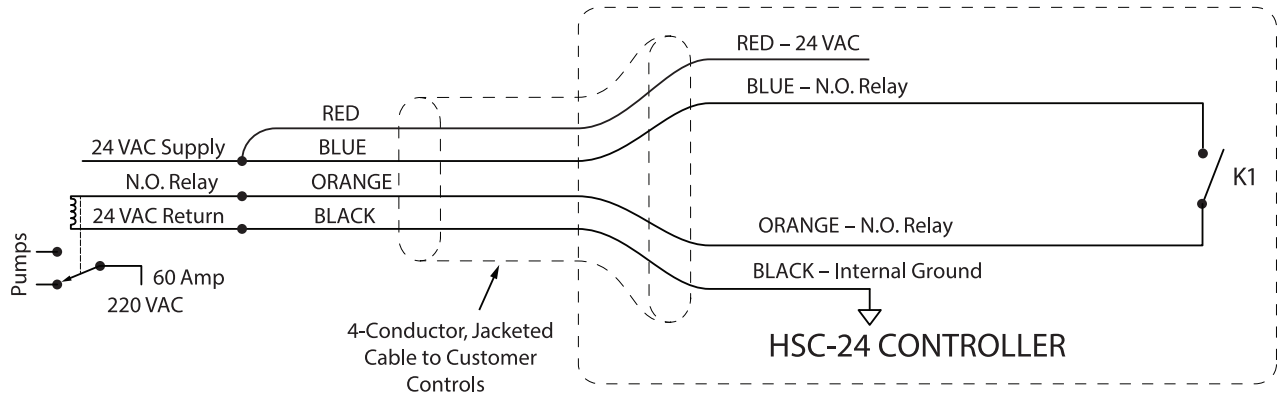 RED – 24 VAC
BLUE – N.O. Relay
RED
24 VAC Supply
BLUE
N.O. Relay
ORANGE
K1
24 VAC Return
BLACK
ORANGE – N.O. Relay
Pumps
60 Amp
220 VAC
BLACK – Internal Ground
4-Conductor, Jacketed
Cable to Customer
Controls
HSC-24 CONTROLLER